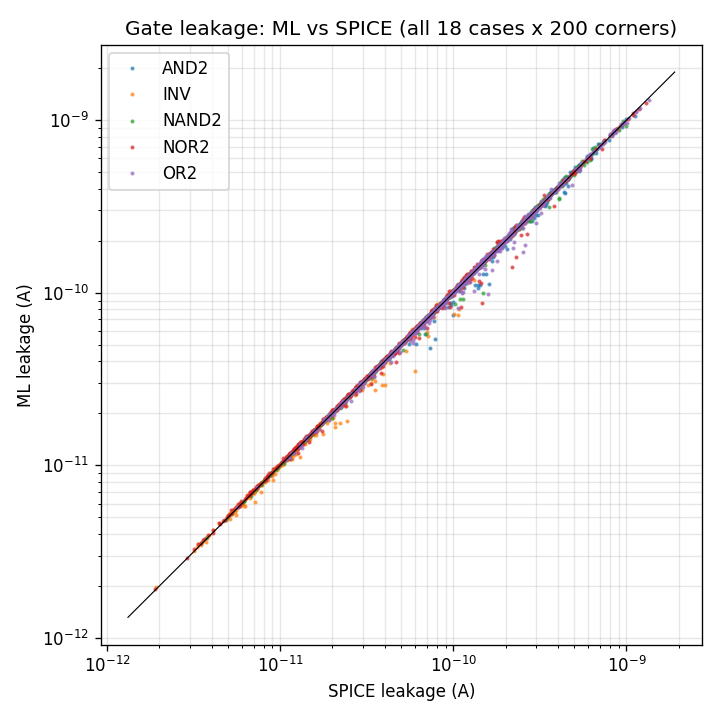 Gate leakage: ML vs SPICE (all 18 cases x 200 corners)
AND2
INV
NAND2
NOR2
OR2
ML leakage (A)
10⁻⁹
10⁻¹⁰
10⁻¹¹
10⁻¹²
10⁻¹² 10⁻¹¹ 10⁻¹⁰ 10⁻⁹
SPICE leakage (A)